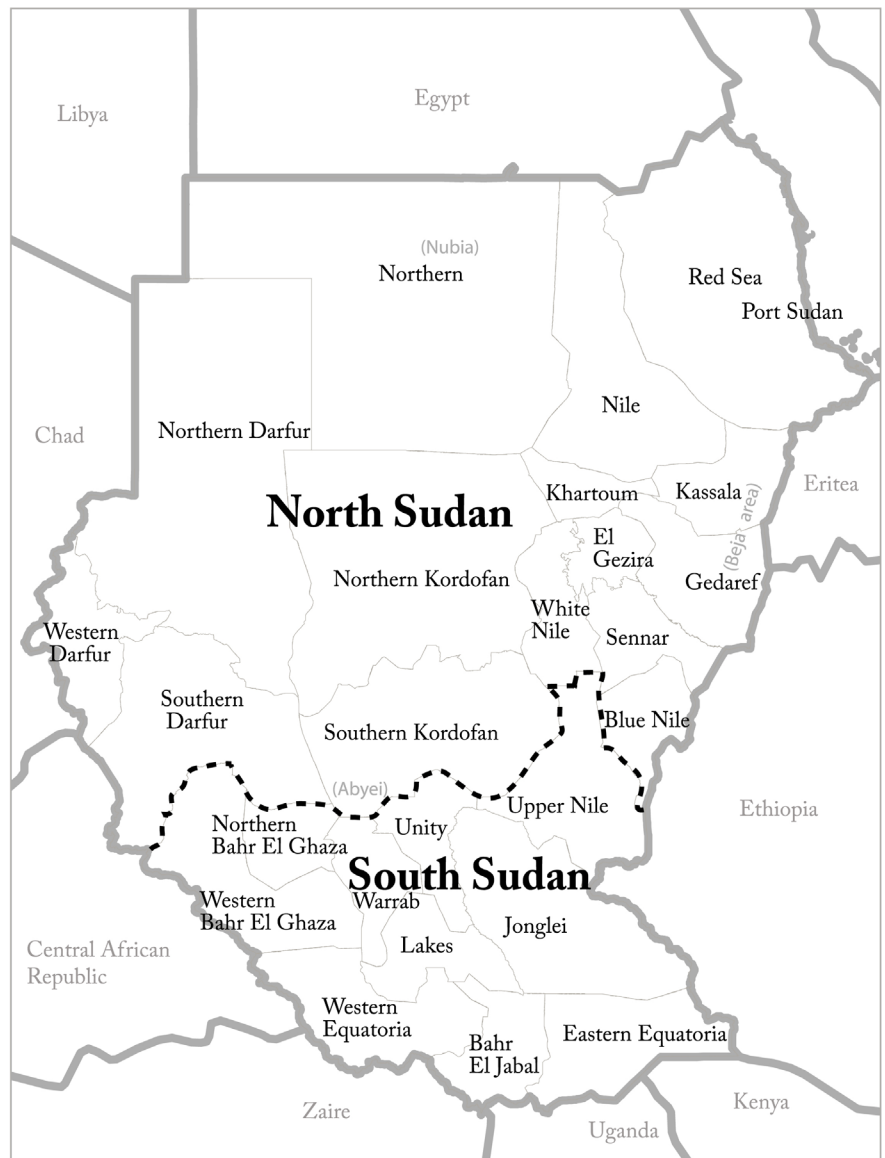 Egypt
Libya
(Nubia)
Northern
Red Sea
Port Sudan
Nile
Northern Darfur
Chad
Eritea
Khartoum
Kassala
North Sudan
(Beja area)
El
Gezira
Northern Kordofan
Gedaref
White
Nile
Western
Darfur
Sennar
Southern
Darfur
Blue Nile
Southern Kordofan
(Abyei)
Upper Nile
Ethiopia
Northern
Bahr El Ghaza
Unity
South Sudan
Western
Bahr El Ghaza
Warrab
Jonglei
Lakes
Central African
Republic
Western
Equatoria
Eastern Equatoria
Bahr
El Jabal
Zaire
Kenya
Uganda